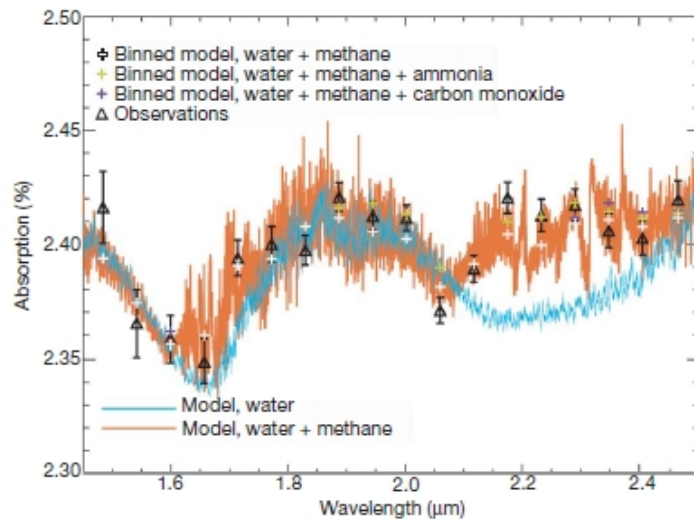 2.50
Binned model, water + methane
Binned model, water + methane + ammonia
Binned model, water + methane + carbon monoxide
Observations
2.45
Absorption (%)
2.40
2.35
Model, water
Model, water + methane
2.30
1.6 1.8 2.0 2.2 2.4
Wavelength (μm)